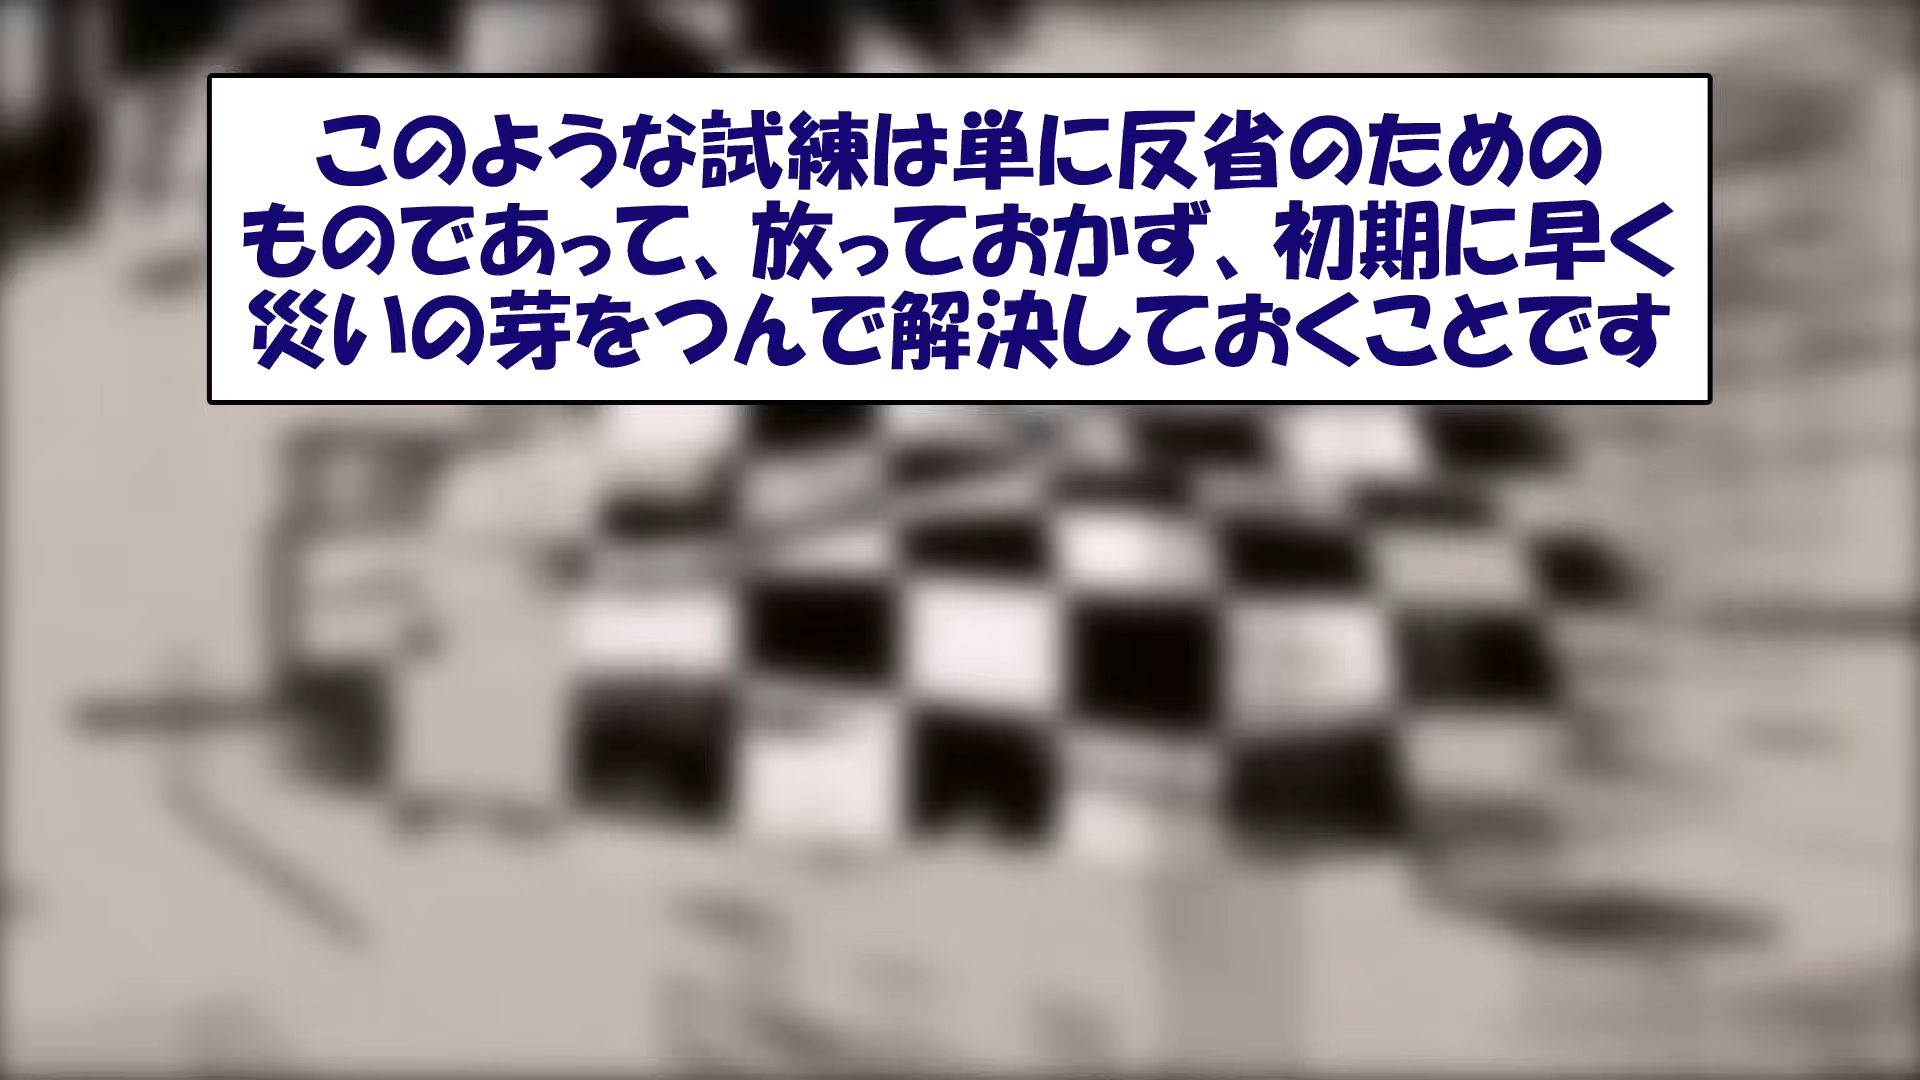 このような試練は単に反省のための
ものであって、放っておかず、初期に早く
災いの芽をつんで解決しておくことです